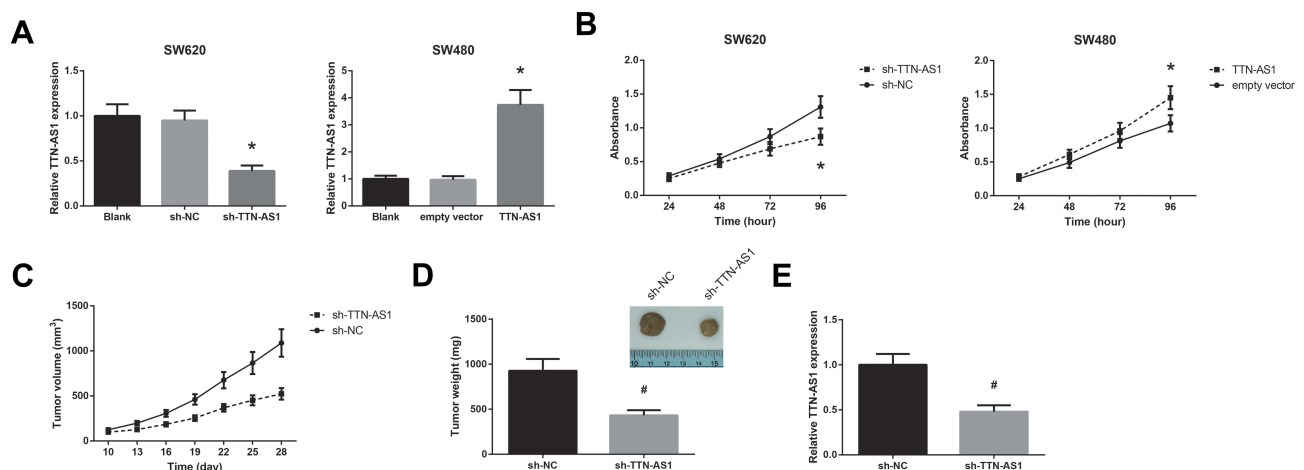 A
SW620
Relative TTN-AS1 expression
1.5
1.0
0.5
0.0
*
Blank
sh-NC
sh-TTN-AS1
SW480
Relative TTN-AS1 expression
5
4
3
2
1
0
*
Blank
empty vector
TTN-AS1
B
SW620
Absorbance
2.0
1.5
1.0
0.5
0.0
24
48
72
96
Time (hour)
*
sh-TTN-AS1
sh-NC
SW480
Absorbance
2.0
1.5
1.0
0.5
0.0
24
48
72
96
Time (hour)
*
TTN-AS1
empty vector
C
Tumor volume (mm³)
1500
1000
500
0
10
13
16
19
22
25
28
Time (day)
sh-TTN-AS1
sh-NC
D
Tumor weight (mg)
1500
1000
500
0
#
sh-NC
sh-TTN-AS1
sh-NC
sh-TTN-AS1
10 11 12 13 14 15
E
Relative TTN-AS1 expression
1.5
1.0
0.5
0.0
#
sh-NC
sh-TTN-AS1